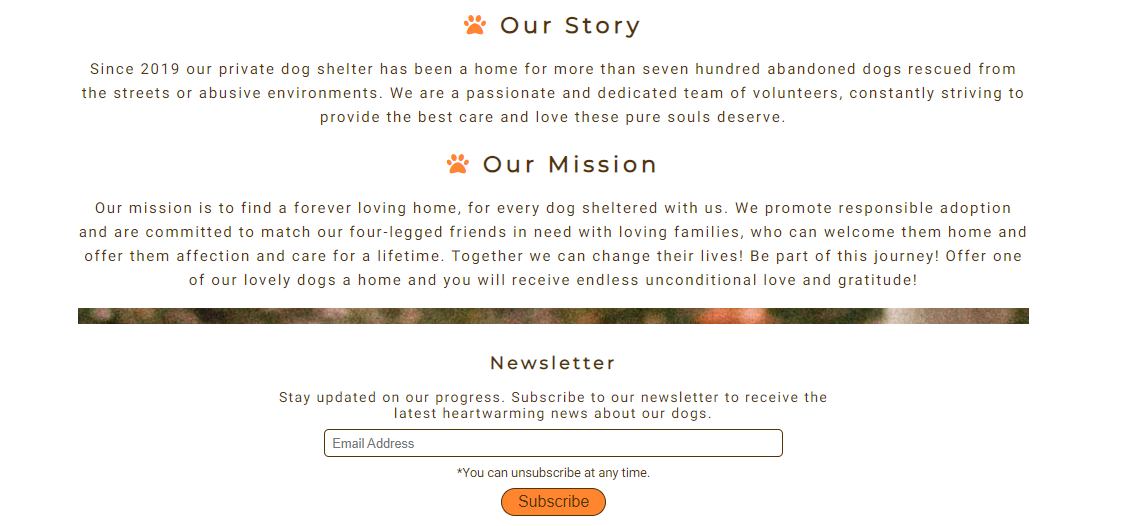 Our Story
Since 2019 our private dog shelter has been a home for more than seven hundred abandoned dogs rescued from
the streets or abusive environments. We are a passionate and dedicated team of volunteers, constantly striving to
provide the best care and love these pure souls deserve.
Our Mission
Our mission is to find a forever loving home, for every dog sheltered with us. We promote responsible adoption
and are committed to match our four-legged friends in need with loving families, who can welcome them home and
offer them affection and care for a lifetime. Together we can change their lives! Be part of this journey! Offer one
of our lovely dogs a home and you will receive endless unconditional love and gratitude!
Newsletter
Stay updated on our progress. Subscribe to our newsletter to receive the
latest heartwarming news about our dogs.
Email Address
*You can unsubscribe at any time.
Subscribe